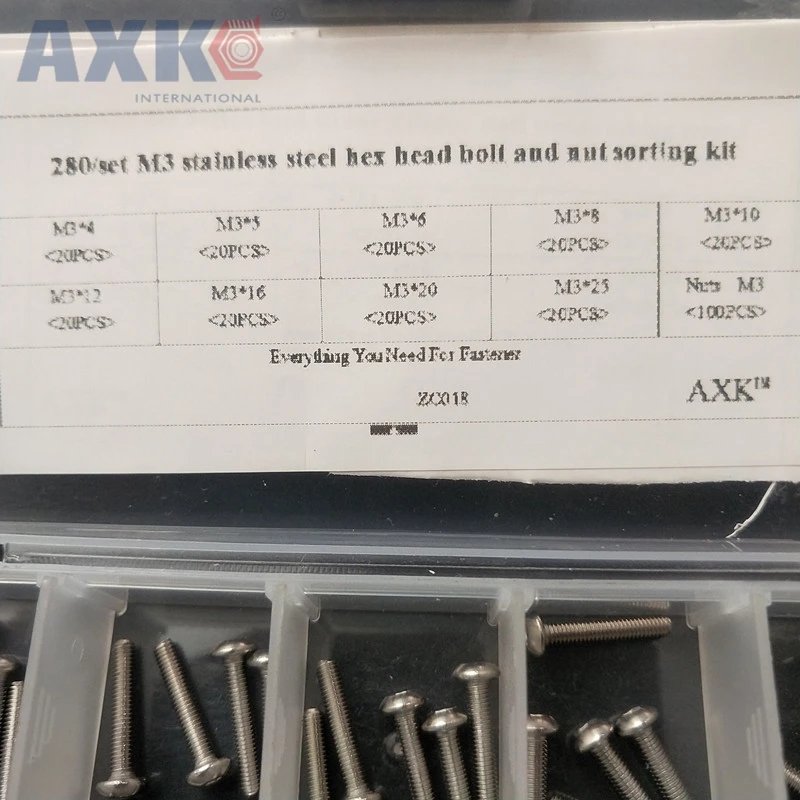 AXK
INTERNATIONAL
280/set M3 stainless steel hex head bolt and nut sorting kit
M3*4 M3*5 M3*6 M3*8 M3*10
<20PCS> <20PCS> <20PCS> <20PCS> <20PCS>
M3*12 M3*16 M3*20 M3*25 Nuts M3
<20PCS> <20PCS> <20PCS> <20PCS> <100PCS>
Everything You Need For Fastener
ZC018
AXK™